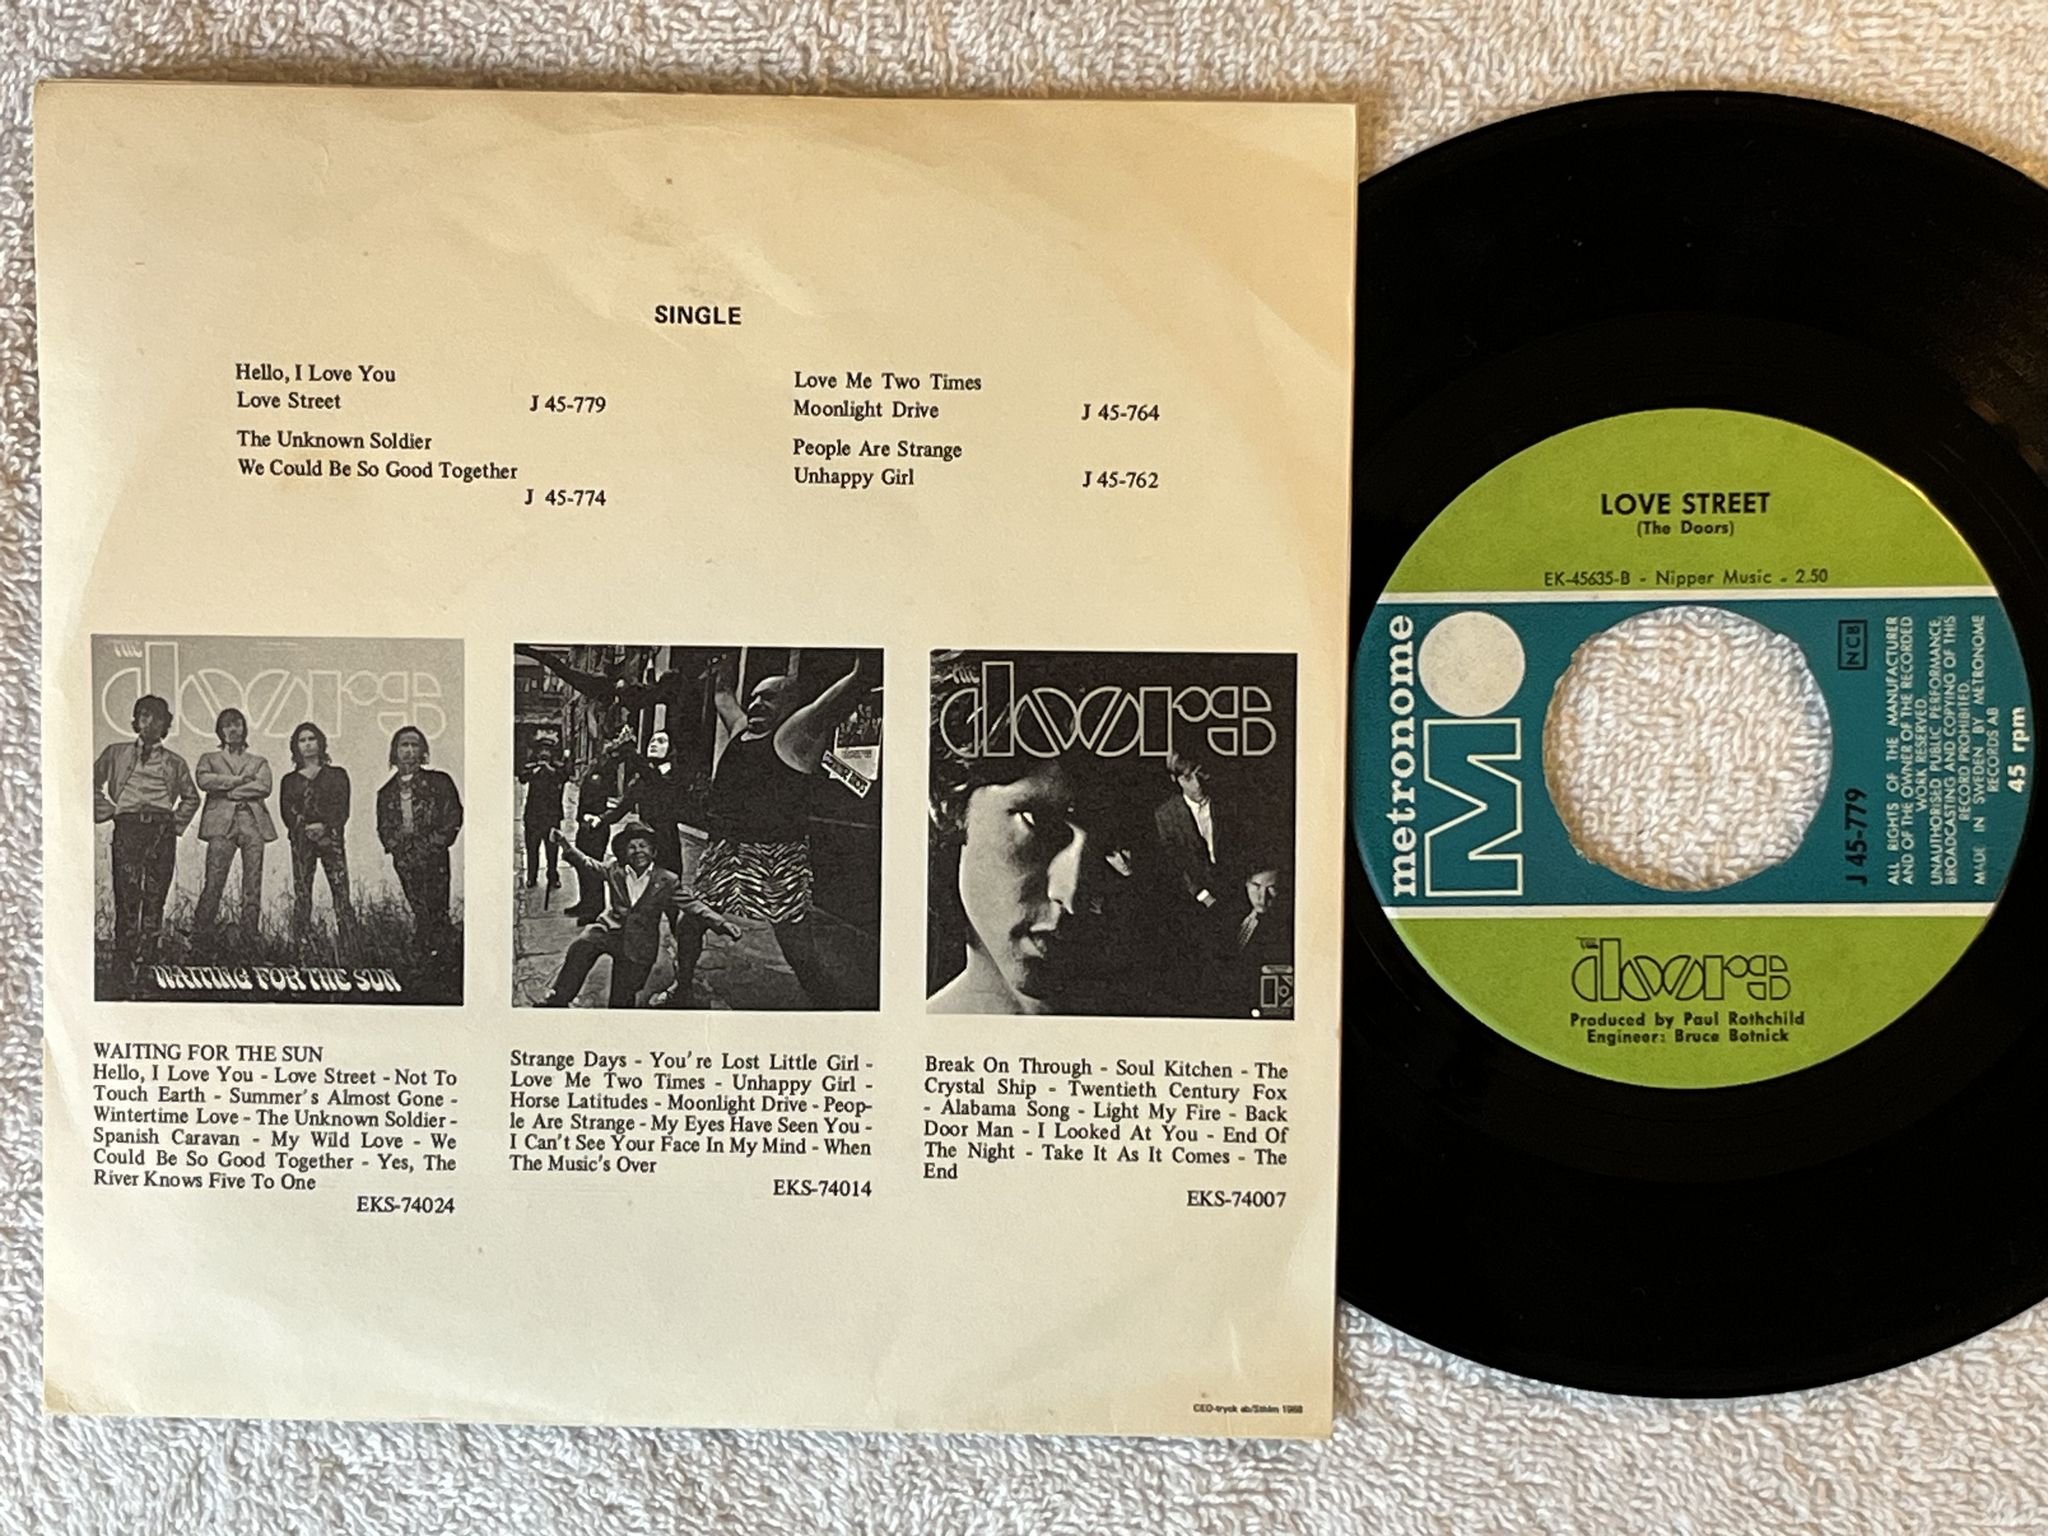 SINGLE
Hello, I Love You
Love Street J 45-779
The Unknown Soldier
We Could Be So Good Together
J 45-774
Love Me Two Times
Moonlight Drive J 45-764
People Are Strange
Unhappy Girl J 45-762
THE
doors
WAITING FOR THE SUN
THE
doors
WAITING FOR THE SUN
Hello, I Love You - Love Street - Not To
Touch Earth - Summer's Almost Gone -
Wintertime Love - The Unknown Soldier -
Spanish Caravan - My Wild Love - We
Could Be So Good Together - Yes, The
River Knows Five To One
EKS-74024
Strange Days - You're Lost Little Girl -
Love Me Two Times - Unhappy Girl -
Horse Latitudes - Moonlight Drive - Peop-
le Are Strange - My Eyes Have Seen You -
I Can't See Your Face In My Mind - When
The Music's Over
EKS-74014
Break On Through - Soul Kitchen - The
Crystal Ship - Twentieth Century Fox
- Alabama Song - Light My Fire - Back
Door Man - I Looked At You - End Of
The Night - Take It As It Comes - The
End
EKS-74007
CEO-tryck ab/Sthlm 1968
LOVE STREET
(The Doors)
EK-45635-B - Nipper Music - 2.50
metronome
M
NCB
J 45-779
ALL RIGHTS OF THE MANUFACTURER
AND OF THE OWNER OF THE RECORDED
WORK RESERVED.
UNAUTHORISED PUBLIC PERFORMANCE,
BROADCASTING AND COPYING OF THIS
RECORD PROHIBITED.
MADE IN SWEDEN BY METRONOME
RECORDS AB
45 rpm
THE
doors
Produced by Paul Rothchild
Engineer: Bruce Botnick